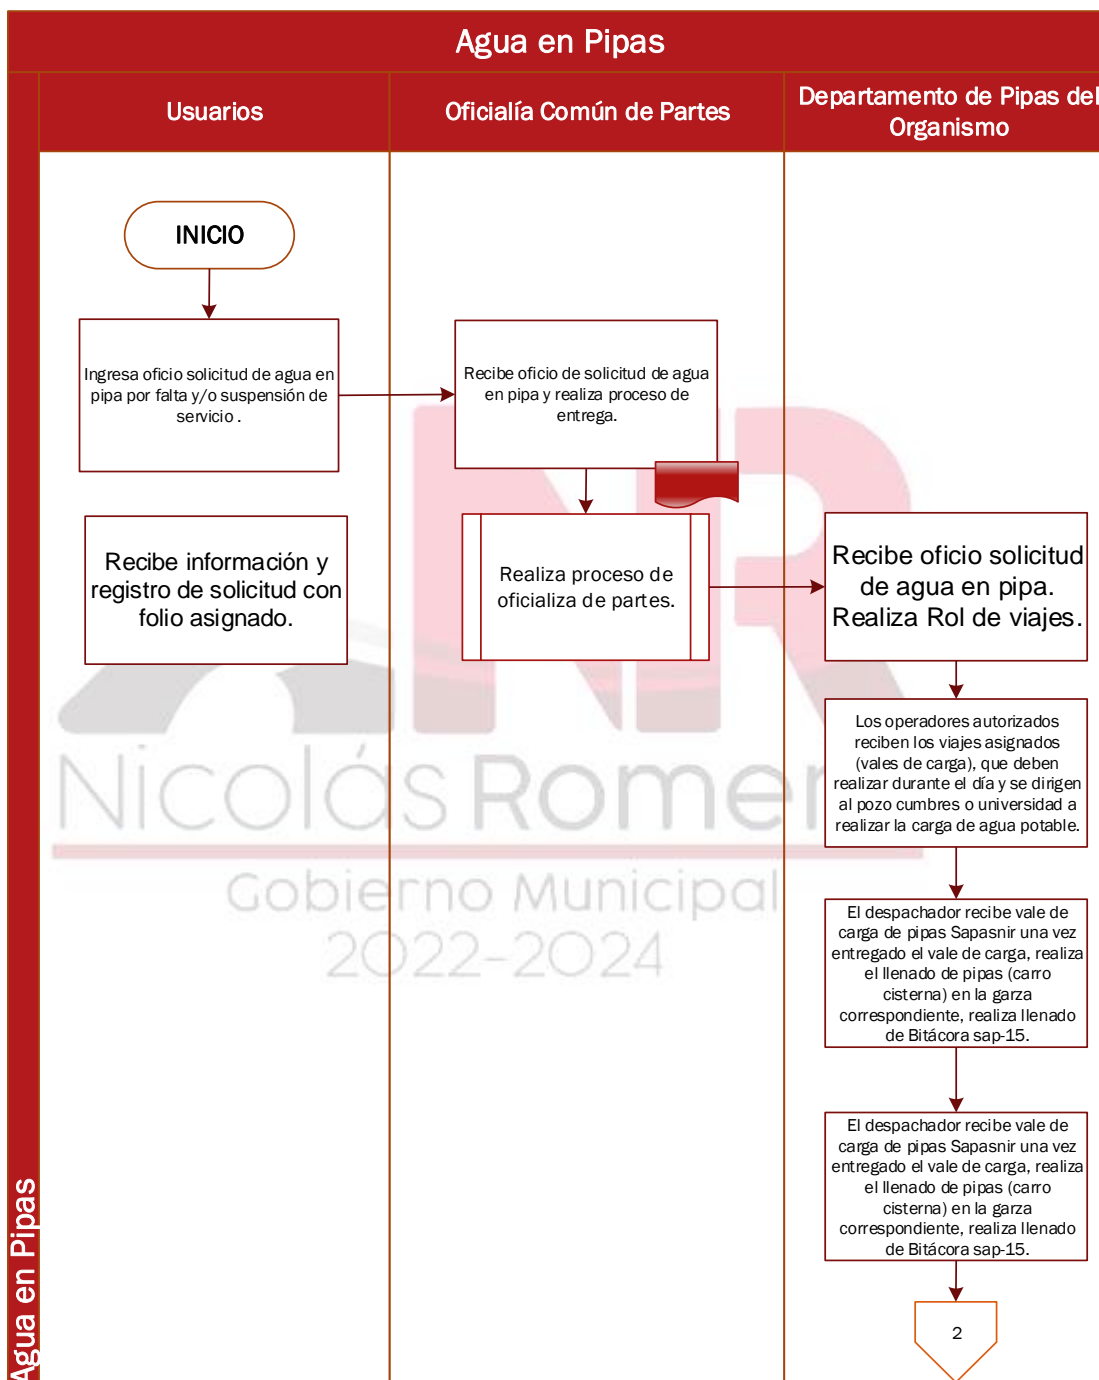 Agua en Pipas
Usuarios
Oficialía Común de Partes
Departamento de Pipas del
Organismo
INICIO
Ingresa oficio solicitud de agua en
pipa por falta y/o suspensión de
servicio .
Recibe oficio de solicitud de agua
en pipa y realiza proceso de
entrega.
Recibe información y
registro de solicitud con
folio asignado.
Realiza proceso de
oficializa de partes.
Recibe oficio solicitud
de agua en pipa.
Realiza Rol de viajes.
Los operadores autorizados
reciben los viajes asignados
(vales de carga), que deben
realizar durante el día y se dirigen
al pozo cumbres o universidad a
realizar la carga de agua potable.
El despachador recibe vale de
carga de pipas Sapasnir una vez
entregado el vale de carga, realiza
el llenado de pipas (carro
cisterna) en la garza
correspondiente, realiza llenado
de Bitácora sap-15.
El despachador recibe vale de
carga de pipas Sapasnir una vez
entregado el vale de carga, realiza
el llenado de pipas (carro
cisterna) en la garza
correspondiente, realiza llenado
de Bitácora sap-15.
2
Agua en Pipas
NR
Nicolás Romer
Gobierno Municipal
2022-2024